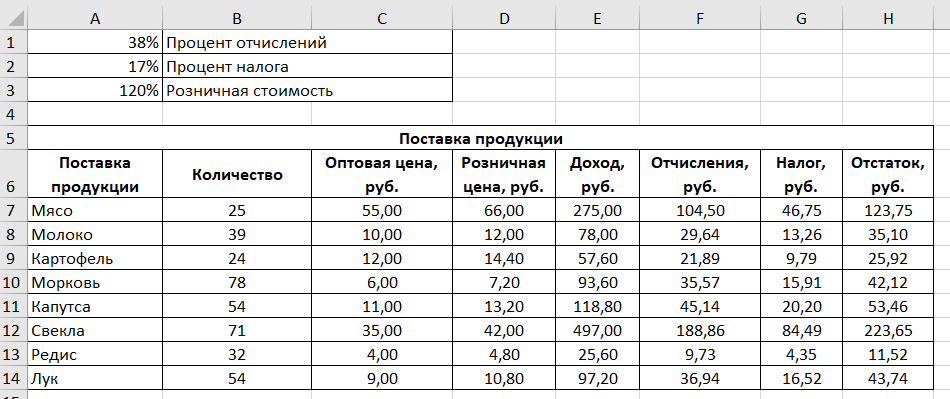 A B C D E F G H
1 38% Процент отчислений
2 17% Процент налога
3 120% Розничная стоимость
4
5 Поставка продукции
6 Поставка продукции Количество Оптовая цена, руб. Розничная цена, руб. Доход, руб. Отчисления, руб. Налог, руб. Отстаток, руб.
7 Мясо 25 55,00 66,00 275,00 104,50 46,75 123,75
8 Молоко 39 10,00 12,00 78,00 29,64 13,26 35,10
9 Картофель 24 12,00 14,40 57,60 21,89 9,79 25,92
10 Морковь 78 6,00 7,20 93,60 35,57 15,91 42,12
11 Капутса 54 11,00 13,20 118,80 45,14 20,20 53,46
12 Свекла 71 35,00 42,00 497,00 188,86 84,49 223,65
13 Редис 32 4,00 4,80 25,60 9,73 4,35 11,52
14 Лук 54 9,00 10,80 97,20 36,94 16,52 43,74